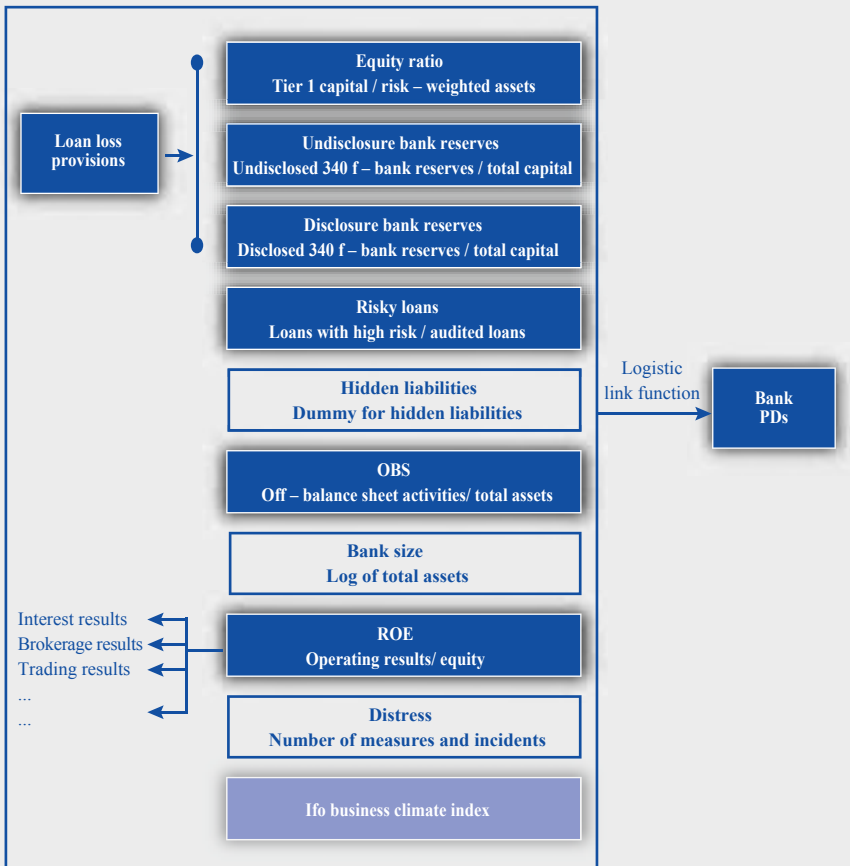 Equity ratio
Tier 1 capital / risk – weighted assets
Loan loss
provisions
Undisclosure bank reserves
Undisclosed 340 f – bank reserves / total capital
Disclosure bank reserves
Disclosed 340 f – bank reserves / total capital
Risky loans
Loans with high risk / audited loans
Hidden liabilities
Dummy for hidden liabilities
Logistic
link function
Bank
PDs
OBS
Off – balance sheet activities/ total assets
Bank size
Log of total assets
ROE
Operating results/ equity
Interest results
Brokerage results
Trading results
...
...
Distress
Number of measures and incidents
Ifo business climate index